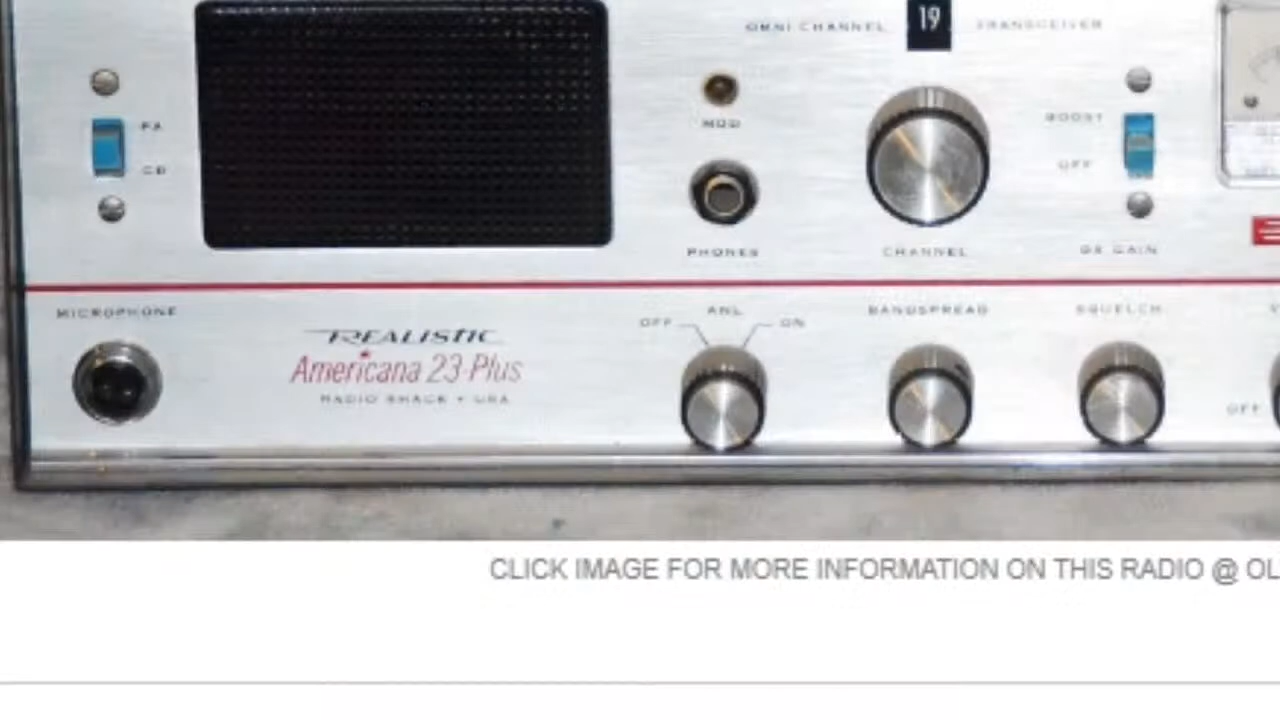 OMNI CHANNEL 19 TRANSCEIVER
PA
CB
MOD
BOOST
OFF
PHONES
CHANNEL
DX GAIN
MICROPHONE
REALISTIC
Americana 23-Plus
RADIO SHACK • USA
ANL
OFF
ON
BANDSPREAD
SQUELCH
OFF
CLICK IMAGE FOR MORE INFORMATION ON THIS RADIO @ OL